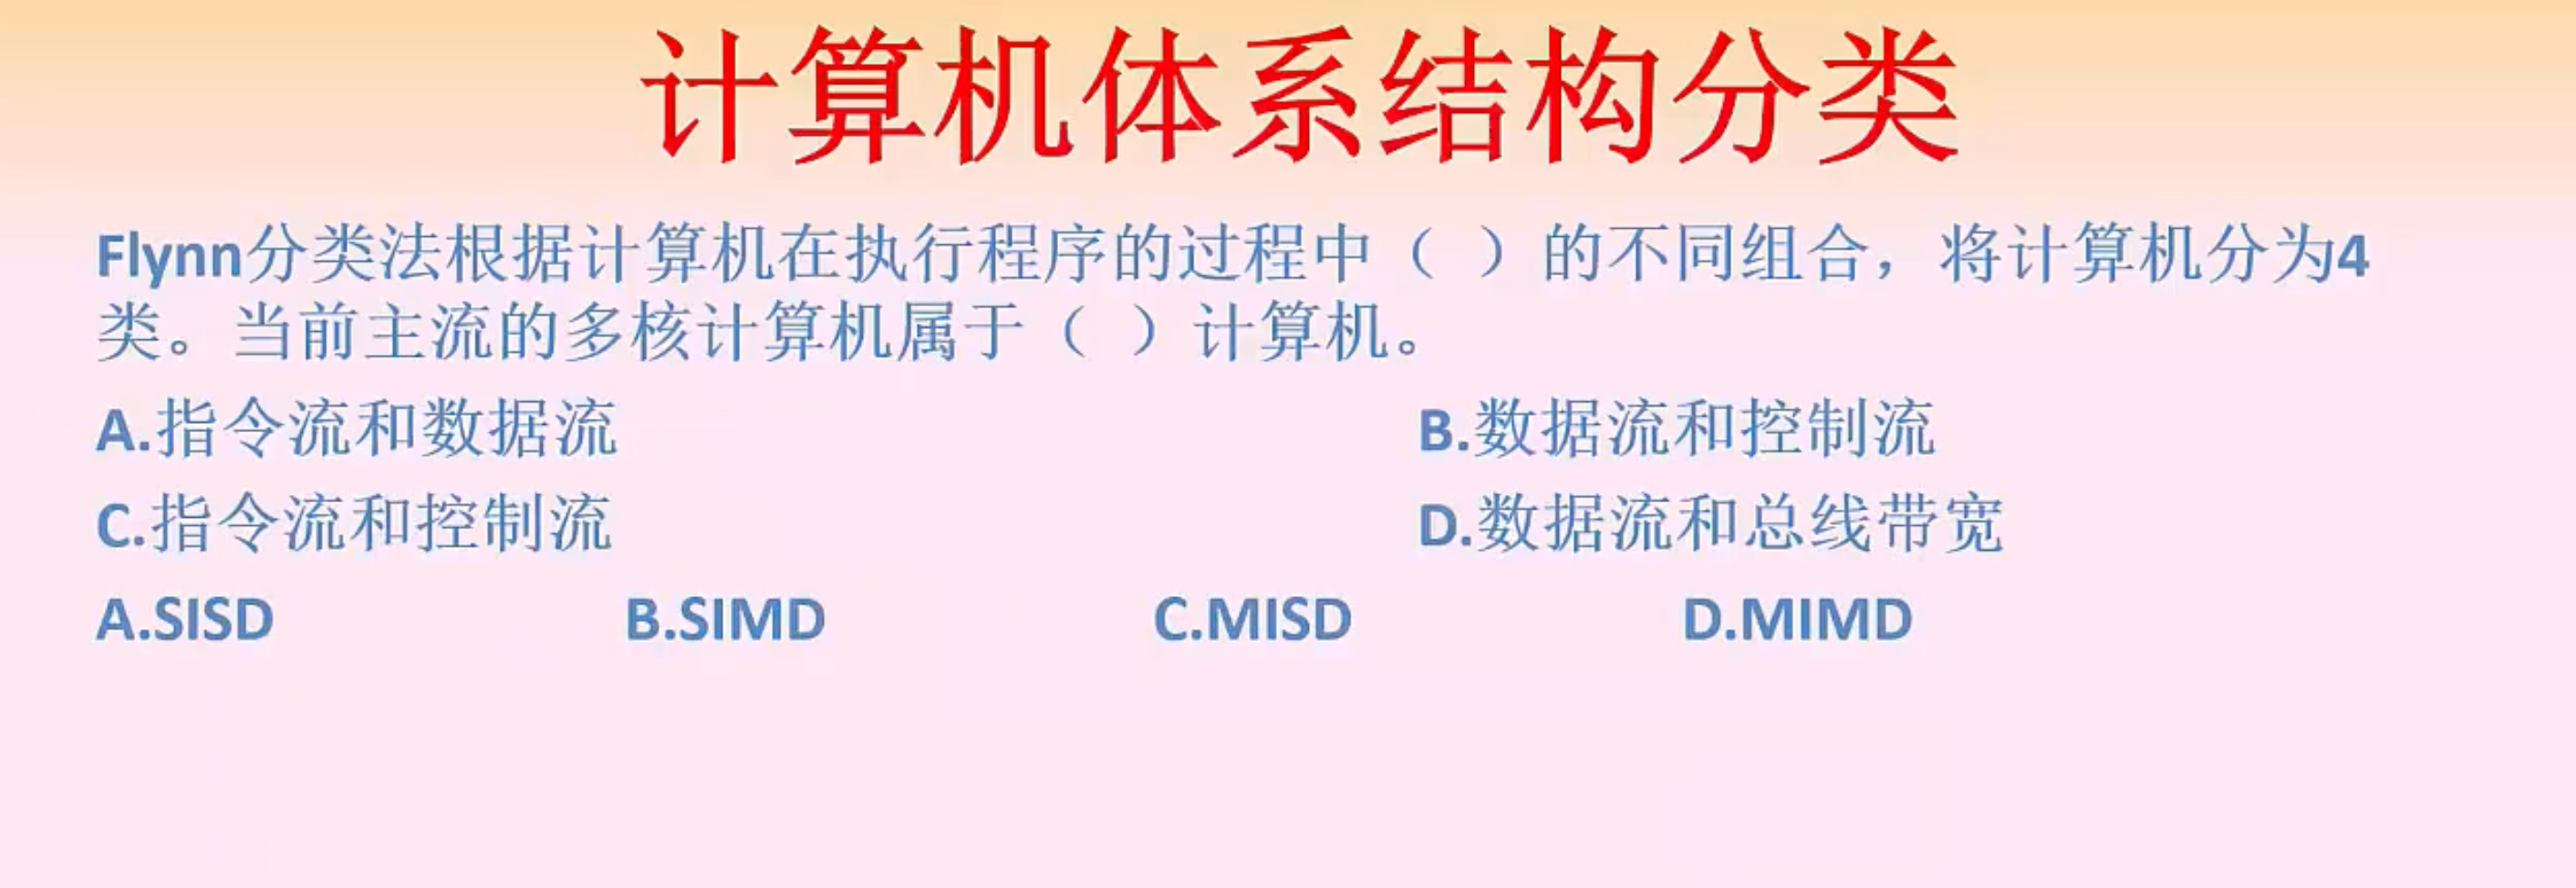 计算机体系结构分类
Flynn分类法根据计算机在执行程序的过程中（ ）的不同组合，将计算机分为4
类。当前主流的多核计算机属于（ ）计算机。
A.指令流和数据流 B.数据流和控制流
C.指令流和控制流 D.数据流和总线带宽
A.SISD B.SIMD C.MISD D.MIMD